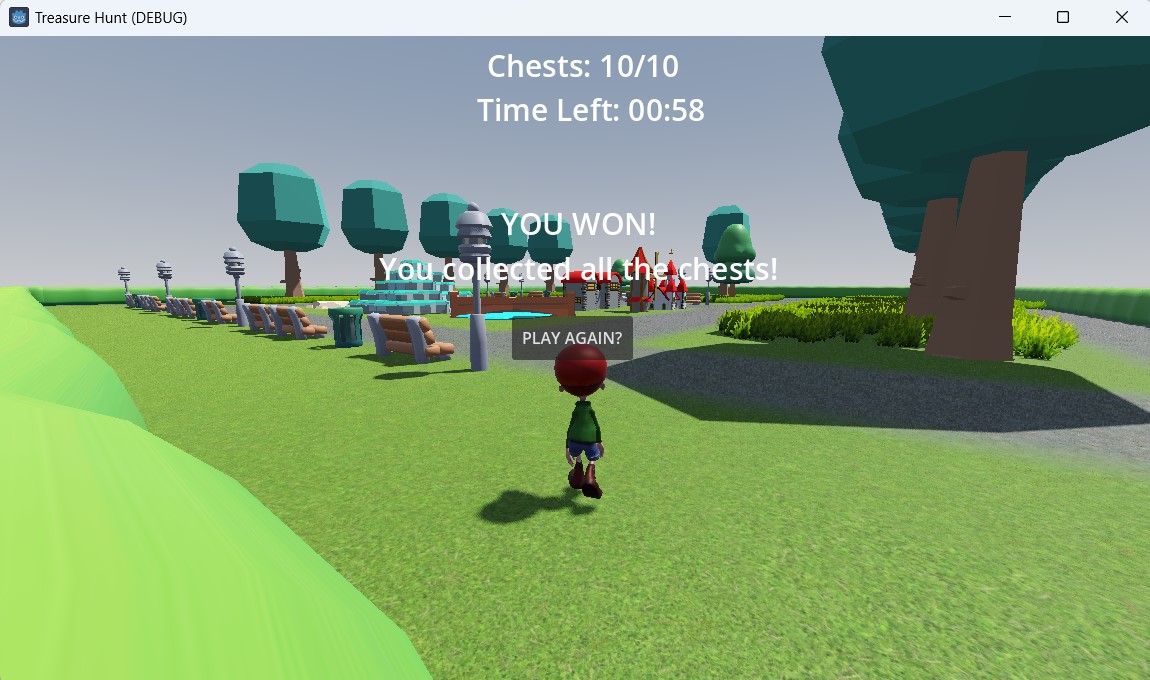 Treasure Hunt (DEBUG)
Chests: 10/10
Time Left: 00:58
YOU WON!
You collected all the chests!
PLAY AGAIN?